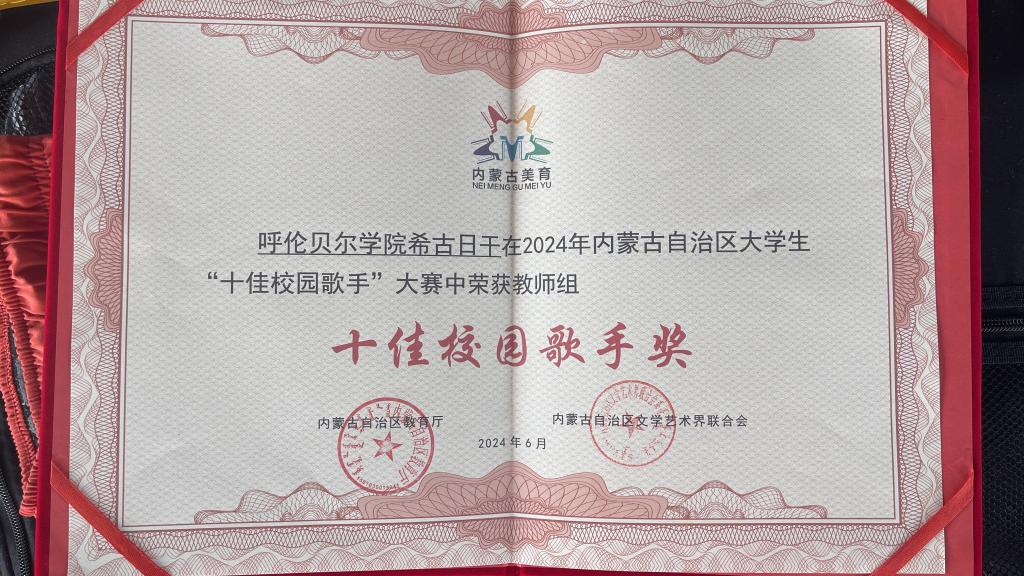 内蒙古美育
NEI MENG GU MEI YU
呼伦贝尔学院希古日干在2024年内蒙古自治区大学生
“十佳校园歌手”大赛中荣获教师组
十佳校园歌手奖
内蒙古自治区教育厅
内蒙古自治区文学艺术界联合会
2024年6月